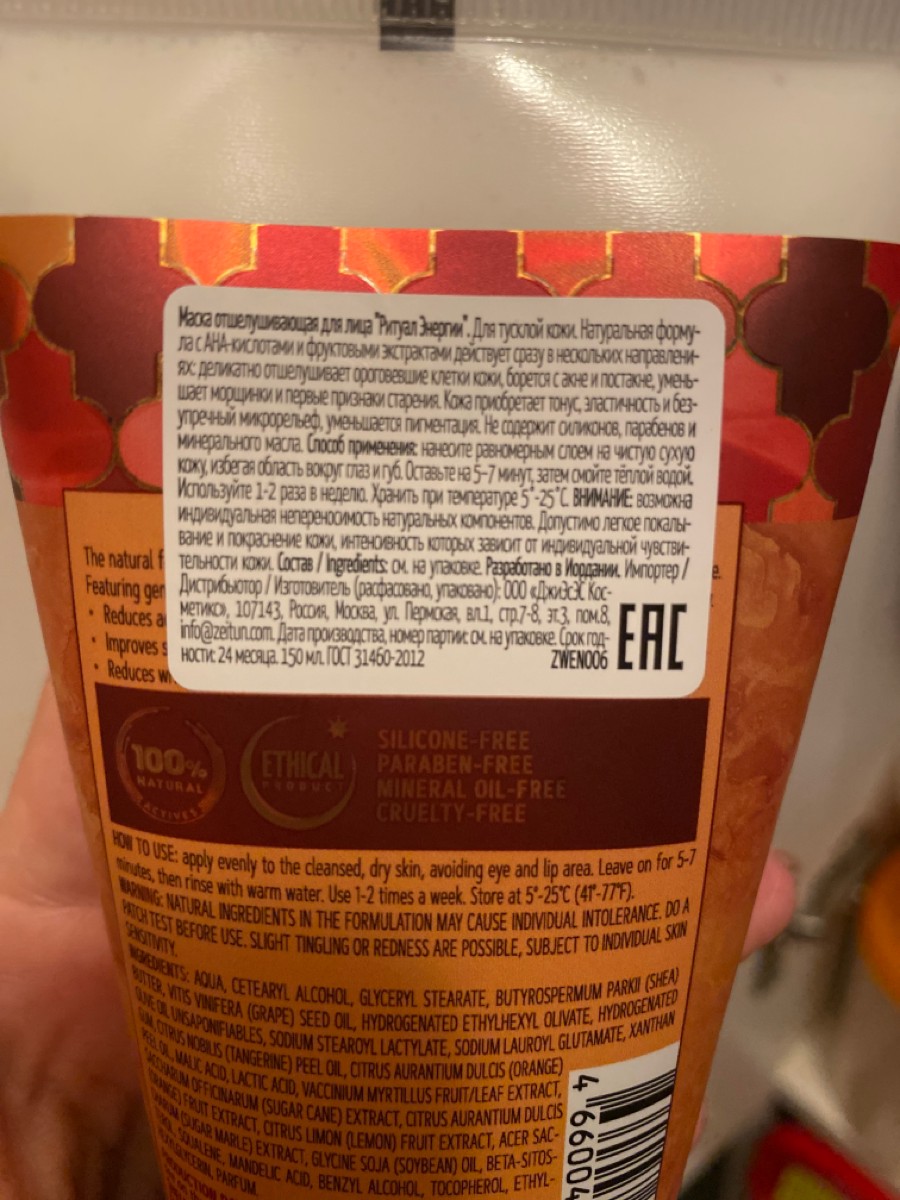 Маска отшелушивающая для лица "Ритуал Энергии". Для тусклой кожи. Натуральная форму-
ла с АНА-кислотами и фруктовыми экстрактами действует сразу в нескольких направлени-
ях: деликатно отшелушивает ороговевшие клетки кожи, борется с акне и постакне, умень-
шает морщинки и первые признаки старения. Кожа приобретает тонус, эластичность и без-
упречный микрорельеф, уменьшается пигментация. Не содержит силиконов, парабенов и
минерального масла. Способ применения: нанесите равномерным слоем на чистую сухую
кожу, избегая область вокруг глаз и губ. Оставьте на 5-7 минут, затем смойте тёплой водой.
Используйте 1-2 раза в неделю. Хранить при температуре 5°-25°C. ВНИМАНИЕ: возможна
индивидуальная непереносимость натуральных компонентов. Допустимо легкое покалы-
вание и покраснение кожи, интенсивность которых зависит от индивидуальной чувстви-
тельности кожи. Состав / Ingredients: см. на упаковке. Разработано в Иордании. Импортер /
Дистрибьютор / Изготовитель (расфасовано, упаковано): ООО «ДжиЭсЭс Кос-
метикс», 107143, Россия, Москва, ул. Пермская, вл.1, стр.7-8, эт.3, пом.8,
info@zeitun.com. Дата производства, номер партии: см. на упаковке. Срок год-
ности: 24 месяца. 150 мл. ГОСТ 31460-2012
ZWEN006
EAC
The natural f
Featuring gen
• Reduces a
• Improves s
• Reduces wr
100%
NATURAL
ACTIVES
ETHICAL
PRODUCT
SILICONE-FREE
PARABEN-FREE
MINERAL OIL-FREE
CRUELTY-FREE
HOW TO USE: apply evenly to the cleansed, dry skin, avoiding eye and lip area. Leave on for 5-7
minutes, then rinse with warm water. Use 1-2 times a week. Store at 5°-25°C (41°-77°F).
WARNING: NATURAL INGREDIENTS IN THE FORMULATION MAY CAUSE INDIVIDUAL INTOLERANCE. DO A
PATCH TEST BEFORE USE. SLIGHT TINGLING OR REDNESS ARE POSSIBLE, SUBJECT TO INDIVIDUAL SKIN
SENSITIVITY.
INGREDIENTS: AQUA, CETEARYL ALCOHOL, GLYCERYL STEARATE, BUTYROSPERMUM PARKII (SHEA)
BUTTER, VITIS VINIFERA (GRAPE) SEED OIL, HYDROGENATED ETHYLHEXYL OLIVATE, HYDROGENATED
OLIVE OIL UNSAPONIFIABLES, SODIUM STEAROYL LACTYLATE, SODIUM LAUROYL GLUTAMATE, XANTHAN
GUM, CITRUS NOBILIS (TANGERINE) PEEL OIL, CITRUS AURANTIUM DULCIS (ORANGE)
PEEL OIL, MALIC ACID, LACTIC ACID, VACCINIUM MYRTILLUS FRUIT/LEAF EXTRACT,
SACCHARUM OFFICINARUM (SUGAR CANE) EXTRACT, CITRUS AURANTIUM DULCIS
(ORANGE) FRUIT EXTRACT, CITRUS LIMON (LEMON) FRUIT EXTRACT, ACER SAC-
CHARUM (SUGAR MARLE) EXTRACT, GLYCINE SOJA (SOYBEAN) OIL, BETA-SITOS-
SQUALENE, MANDELIC ACID, BENZYL ALCOHOL, TOCOPHEROL, ETHYL-
HEXYLGLYCERIN, PARFUM.
PRODUCTION
4 66004